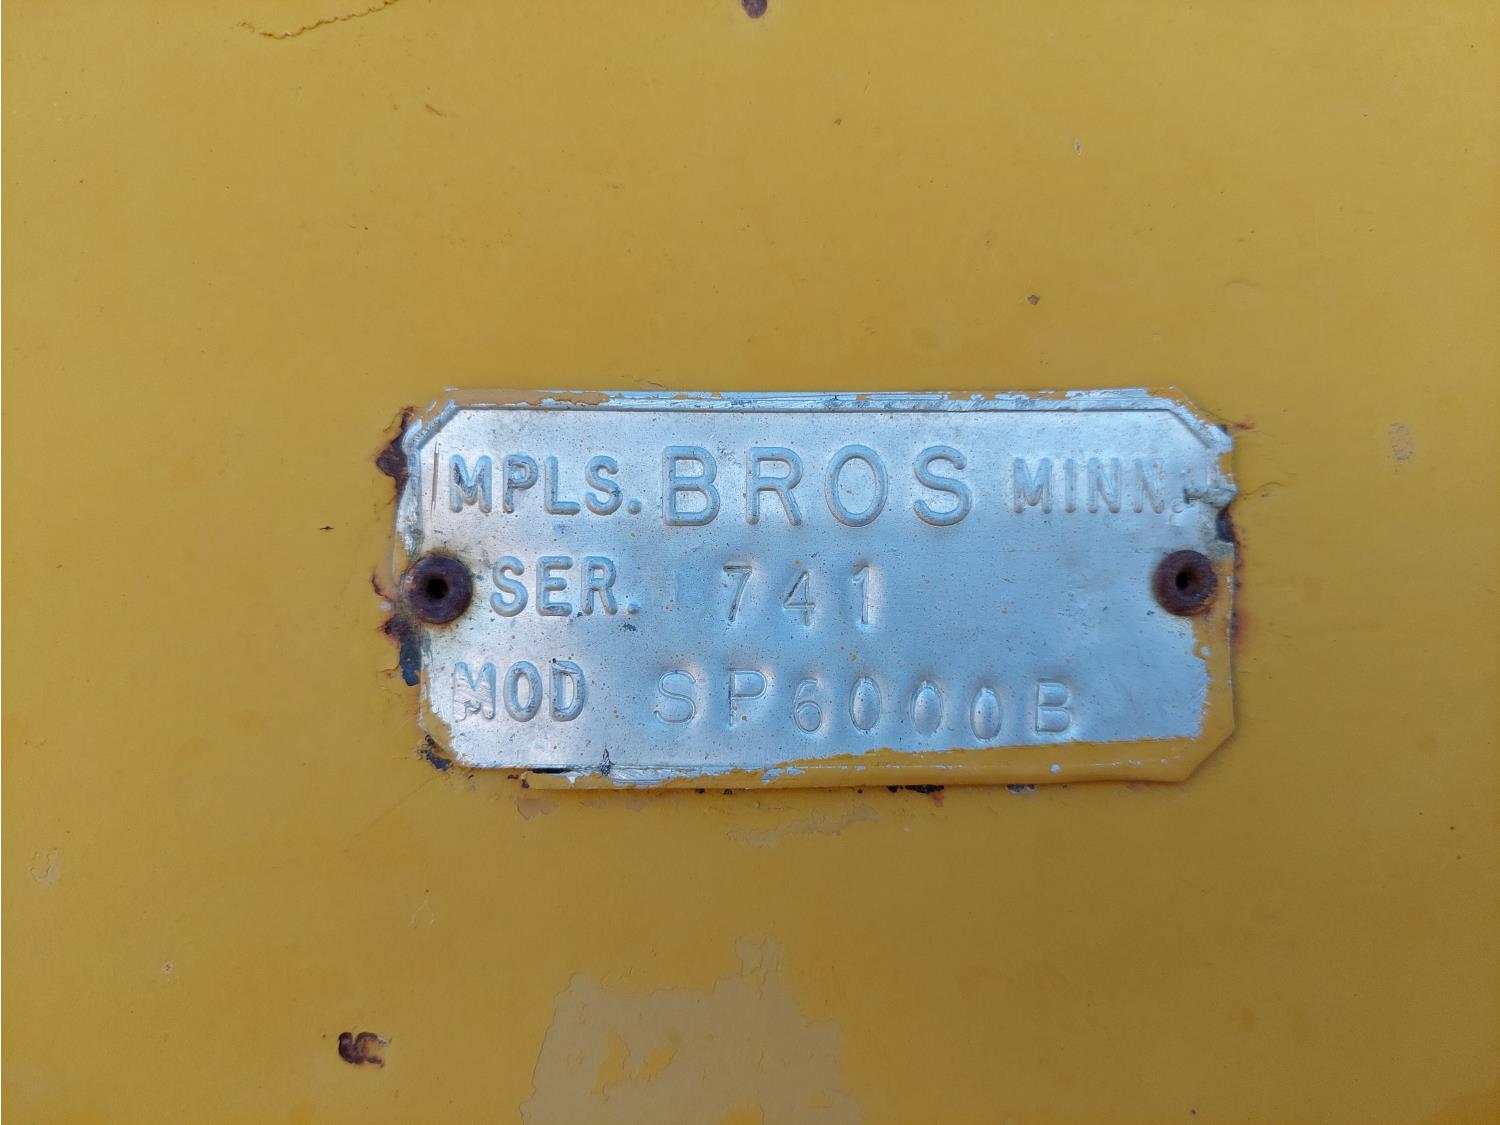 MPLS. BROS MINN.
SER. 741
MOD SP6000B